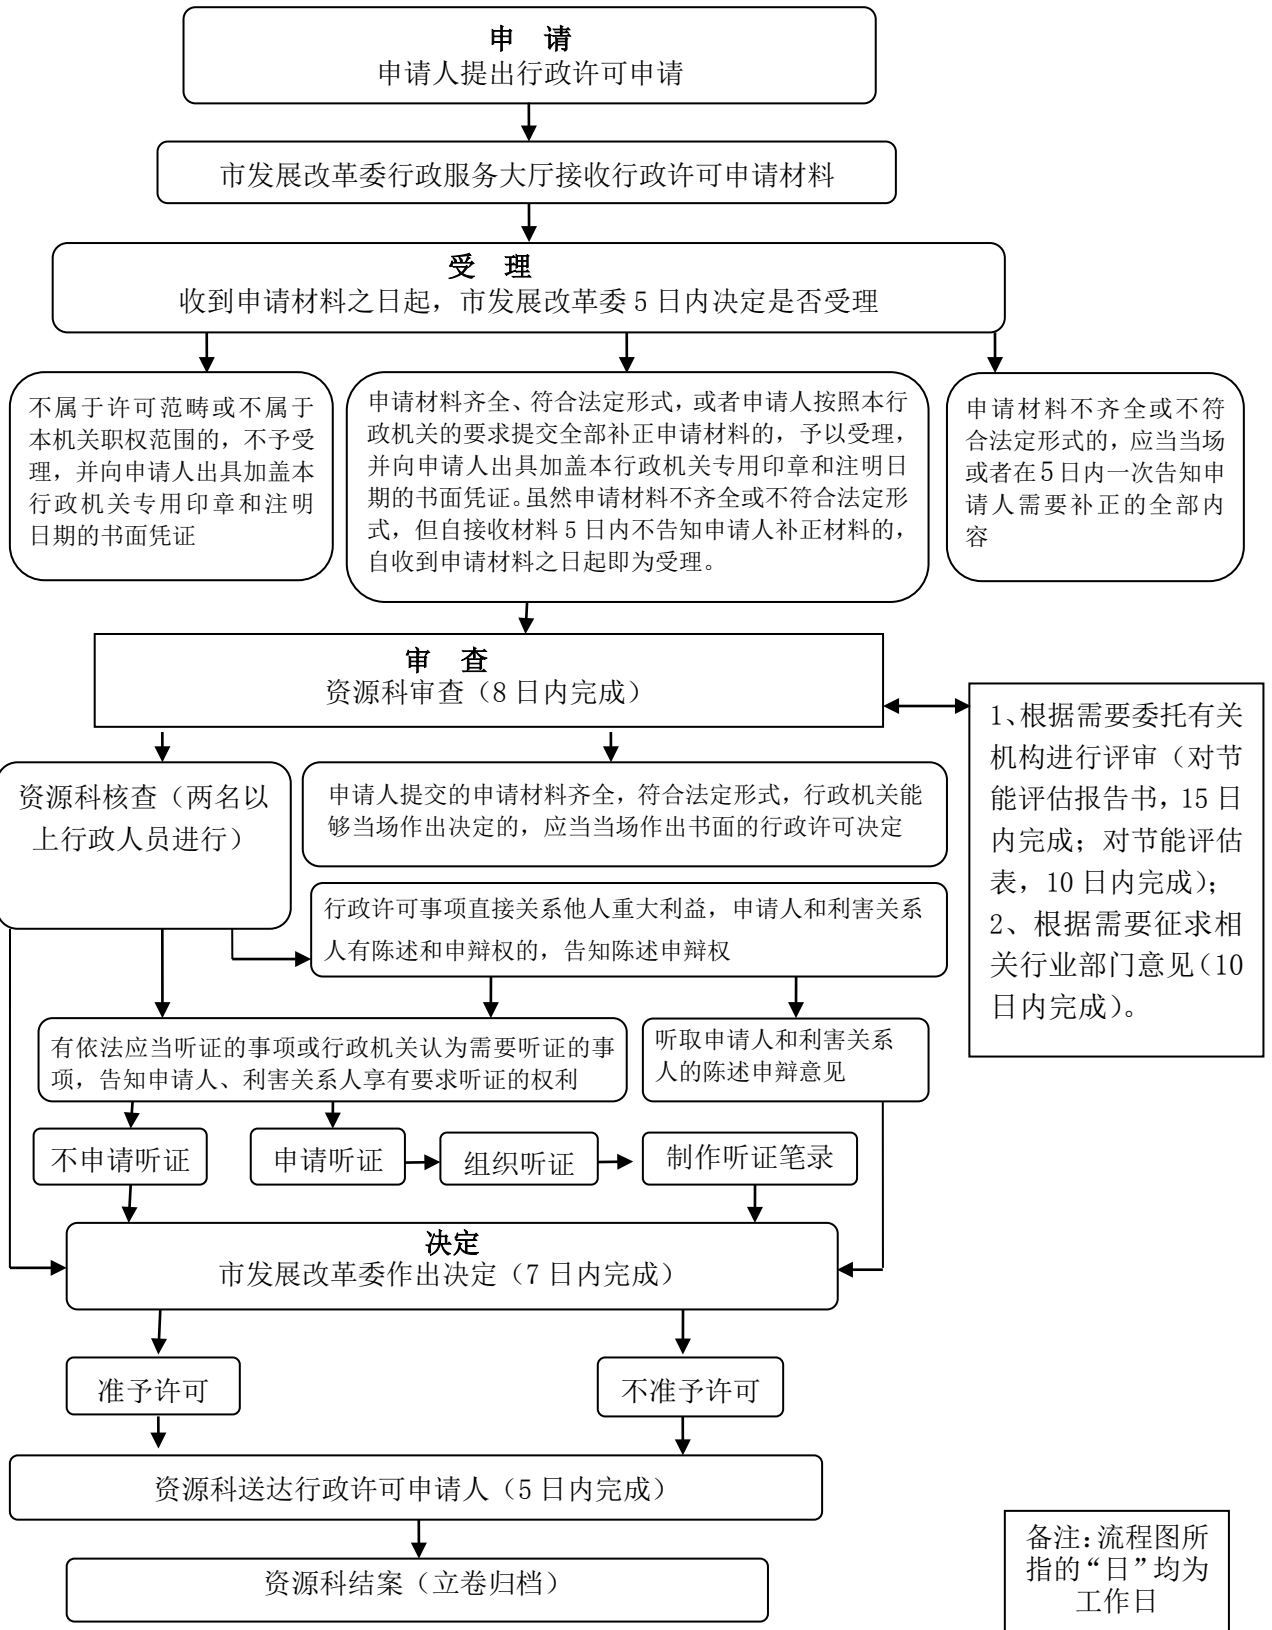 申 请
申请人提出行政许可申请
市发展改革委行政服务大厅接收行政许可申请材料
受 理
收到申请材料之日起，市发展改革委 5 日内决定是否受理
不属于许可范畴或不属于
本机关职权范围的，不予受
理，并向申请人出具加盖本
行政机关专用印章和注明
日期的书面凭证
申请材料齐全、符合法定形式，或者申请人按照本行
政机关的要求提交全部补正申请材料的，予以受理，
并向申请人出具加盖本行政机关专用印章和注明日
期的书面凭证。虽然申请材料不齐全或不符合法定形
式，但自接收材料 5 日内不告知申请人补正材料的，
自收到申请材料之日起即为受理。
申请材料不齐全或不符
合法定形式的，应当当场
或者在 5 日内一次告知申
请人需要补正的全部内
容
审 查
资源科审查（8 日内完成）
1、根据需要委托有关
机构进行评审（对节
能评估报告书，15 日
内完成；对节能评估
表，10 日内完成）；
2、根据需要征求相
关行业部门意见（10
日内完成）。
资源科核查（两名以
上行政人员进行）
申请人提交的申请材料齐全，符合法定形式，行政机关能
够当场作出决定的，应当当场作出书面的行政许可决定
行政许可事项直接关系他人重大利益，申请人和利害关系
人有陈述和申辩权的，告知陈述申辩权
有依法应当听证的事项或行政机关认为需要听证的事
项，告知申请人、利害关系人享有要求听证的权利
听取申请人和利害关系
人的陈述申辩意见
不申请听证
申请听证
组织听证
制作听证笔录
决定
市发展改革委作出决定（7 日内完成）
准予许可
不准予许可
资源科送达行政许可申请人（5 日内完成）
资源科结案（立卷归档）
备注：流程图所
指的“日”均为
工作日